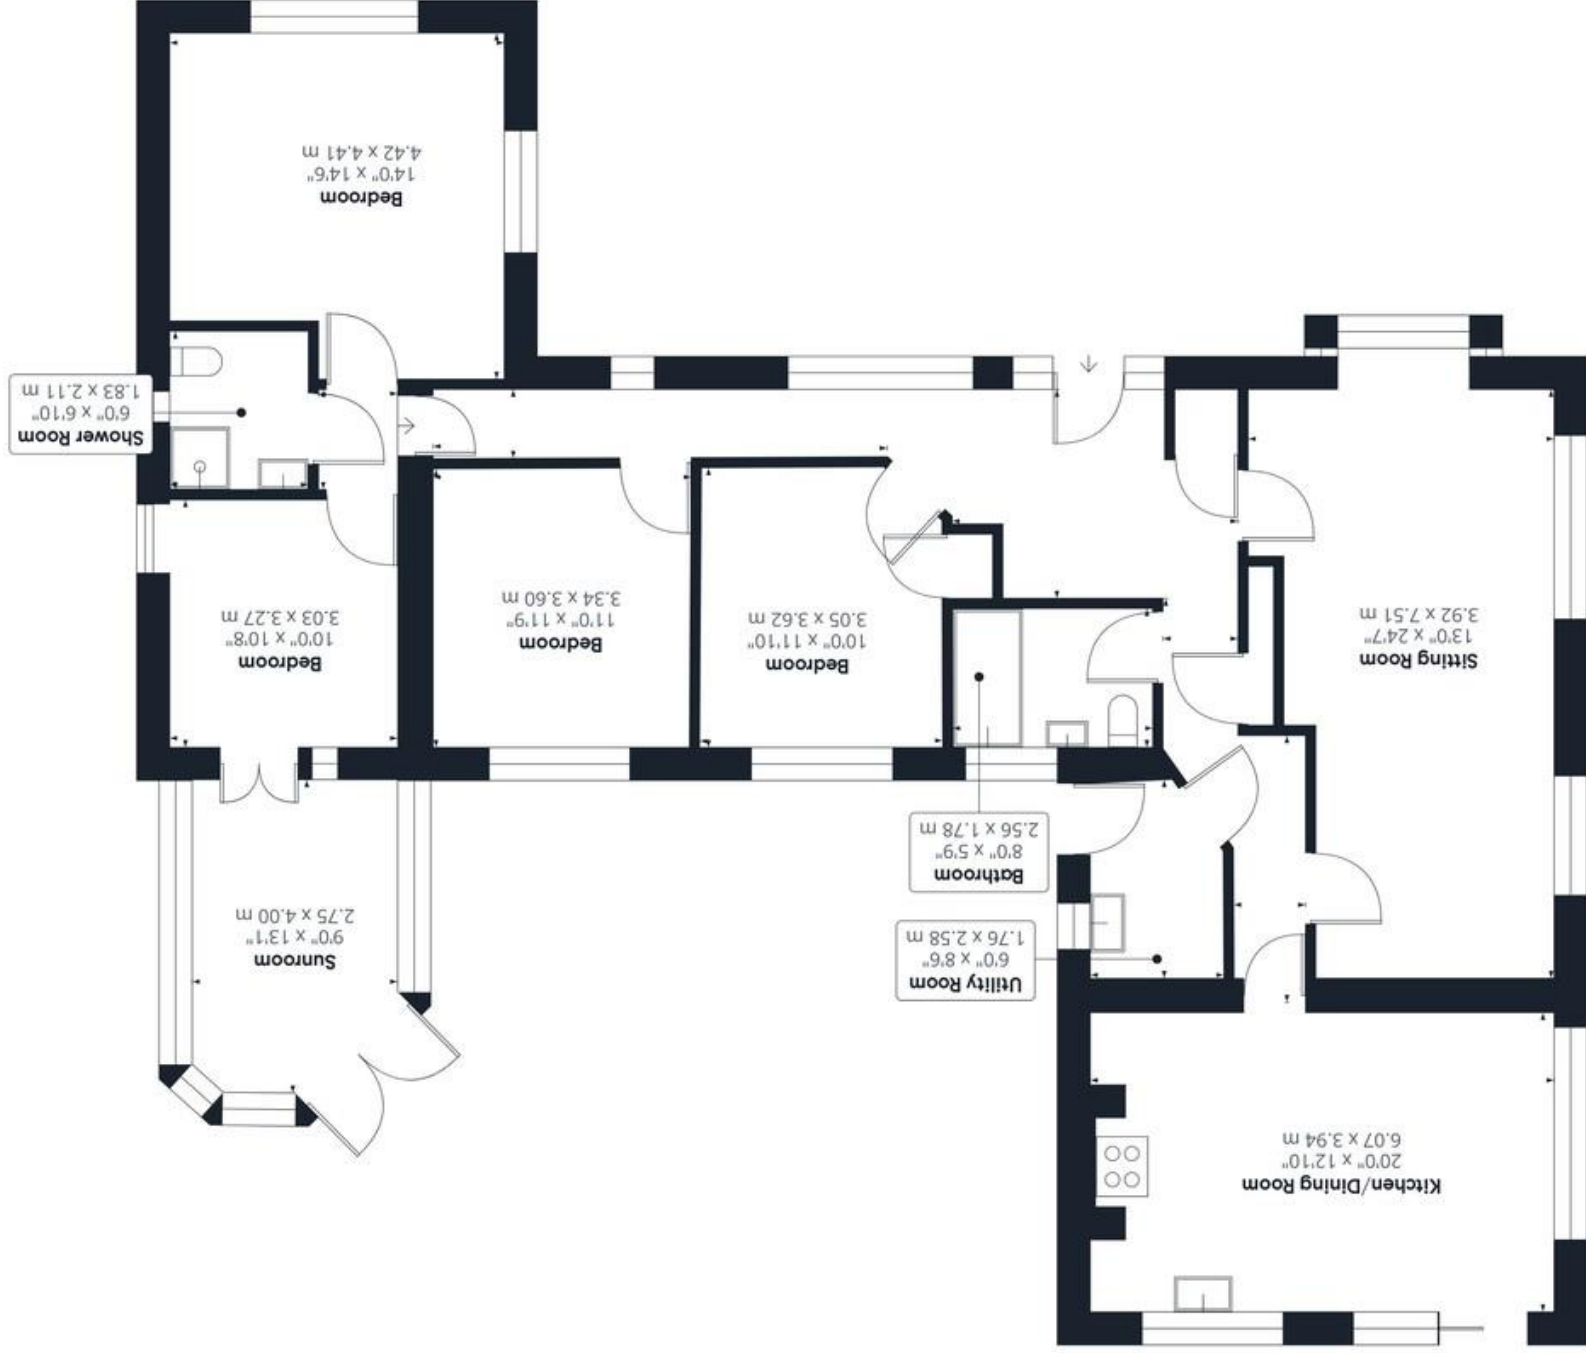 Kitchen/Dining Room
20'0" x 12'10"
6.07 x 3.94 m
Utility Room
6'0" x 8'6"
1.76 x 2.58 m
Sunroom
9'0" x 13'1"
2.75 x 4.00 m
Bathroom
8'0" x 5'9"
2.56 x 1.78 m
Sitting Room
13'0" x 24'7"
3.92 x 7.51 m
Bedroom
10'0" x 11'10"
3.05 x 3.62 m
Bedroom
11'0" x 11'9"
3.34 x 3.60 m
Bedroom
10'0" x 10'8"
3.03 x 3.27 m
Shower Room
6'0" x 6'10"
1.83 x 2.11 m
Bedroom
14'0" x 14'6"
4.42 x 4.41 m